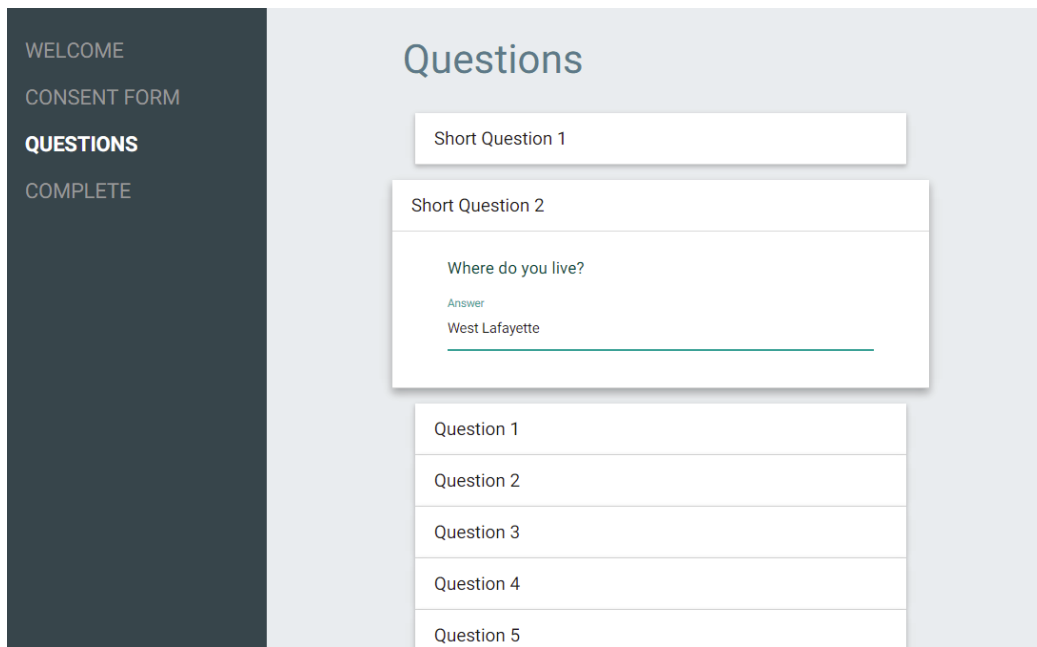 WELCOME
CONSENT FORM
QUESTIONS
COMPLETE
Questions
Short Question 1
Short Question 2
Where do you live?
Answer
West Lafayette
Question 1
Question 2
Question 3
Question 4
Question 5